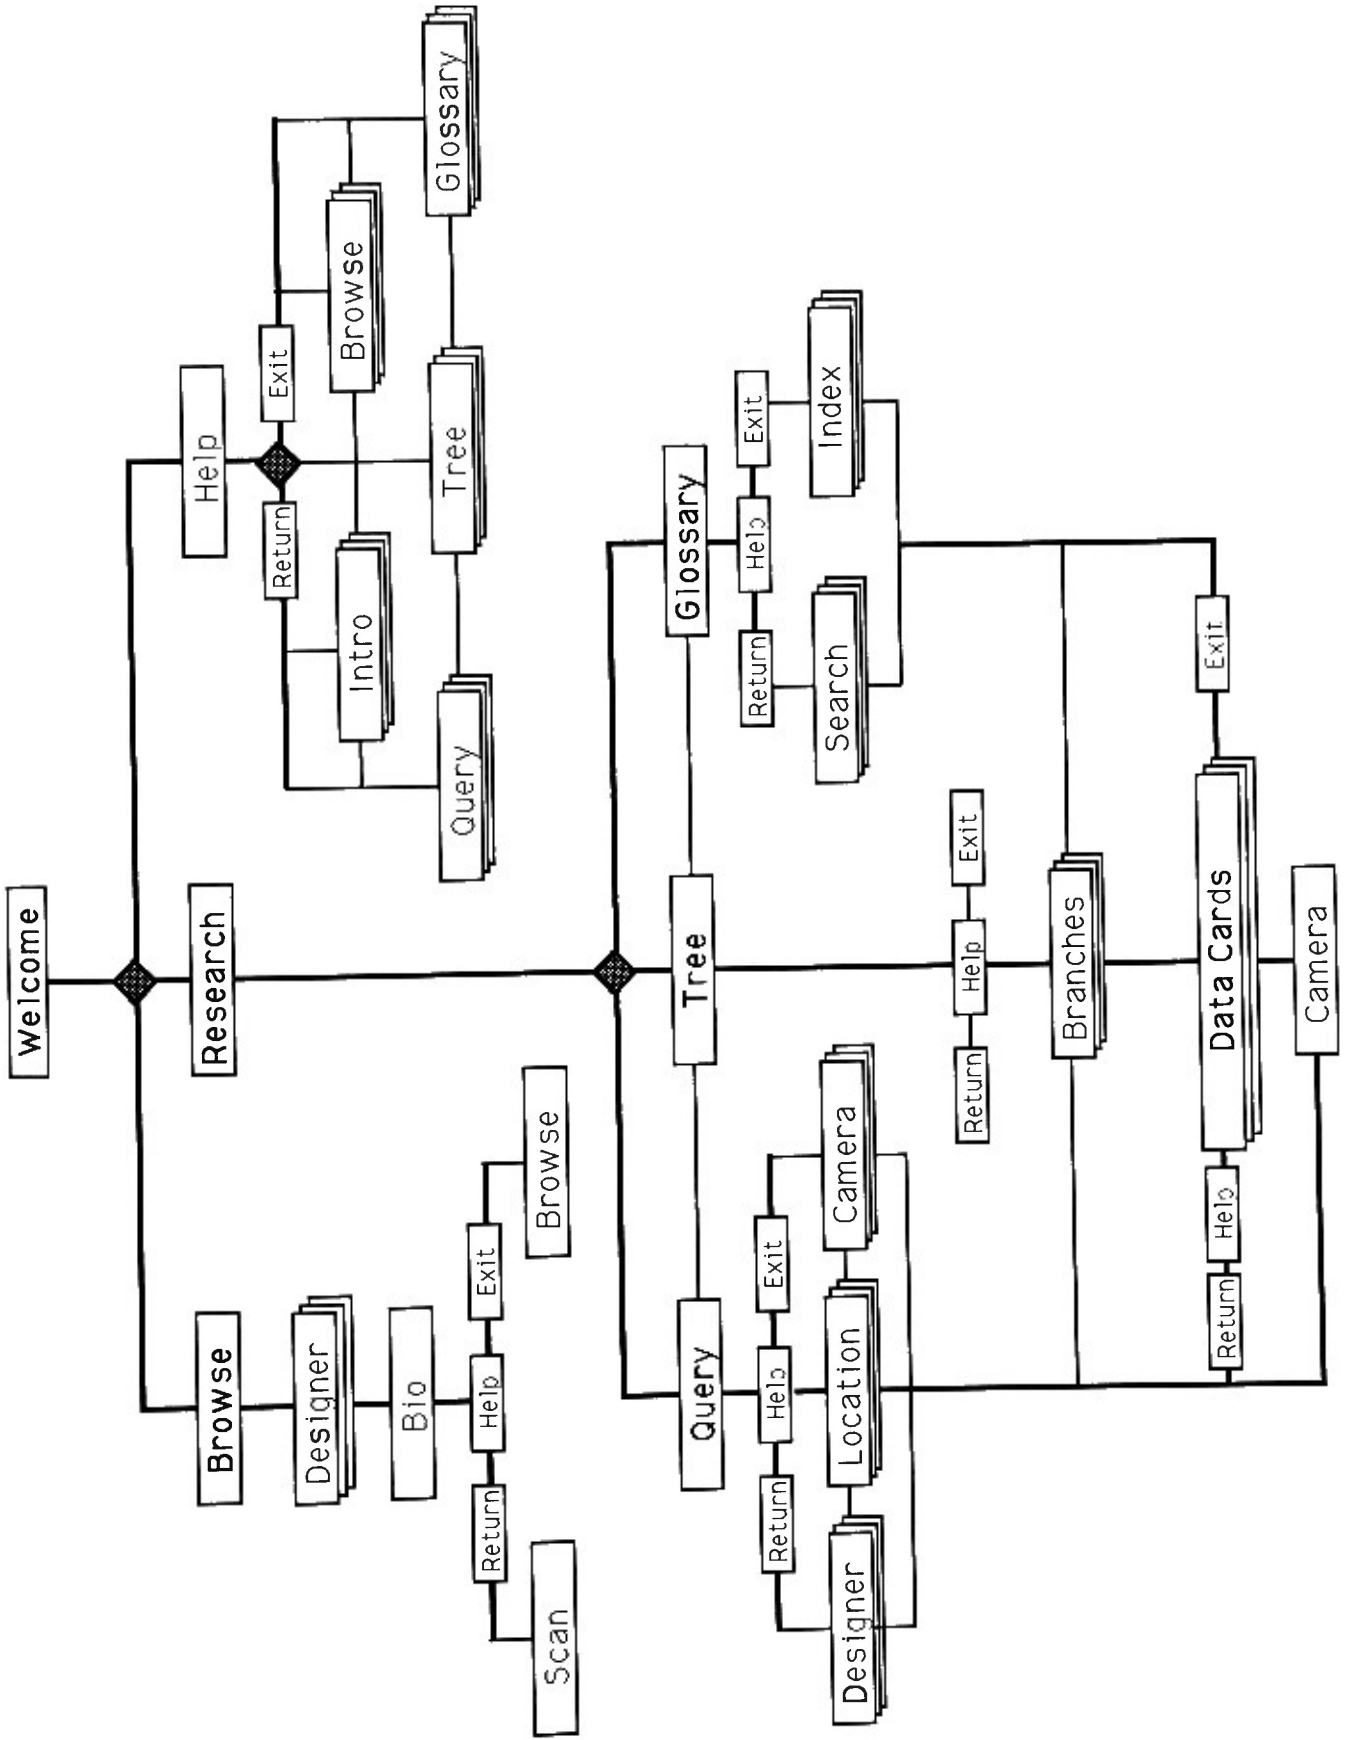 Welcome
Browse
Research
Help
Return
Exit
Intro
Browse
Query
Tree
Glossary
Designer
Bio
Return
Help
Exit
Scan
Browse
Query
Tree
Glossary
Return
Help
Exit
Designer
Location
Camera
Return
Help
Exit
Search
Index
Return
Help
Exit
Branches
Return
Help
Data Cards
Exit
Camera